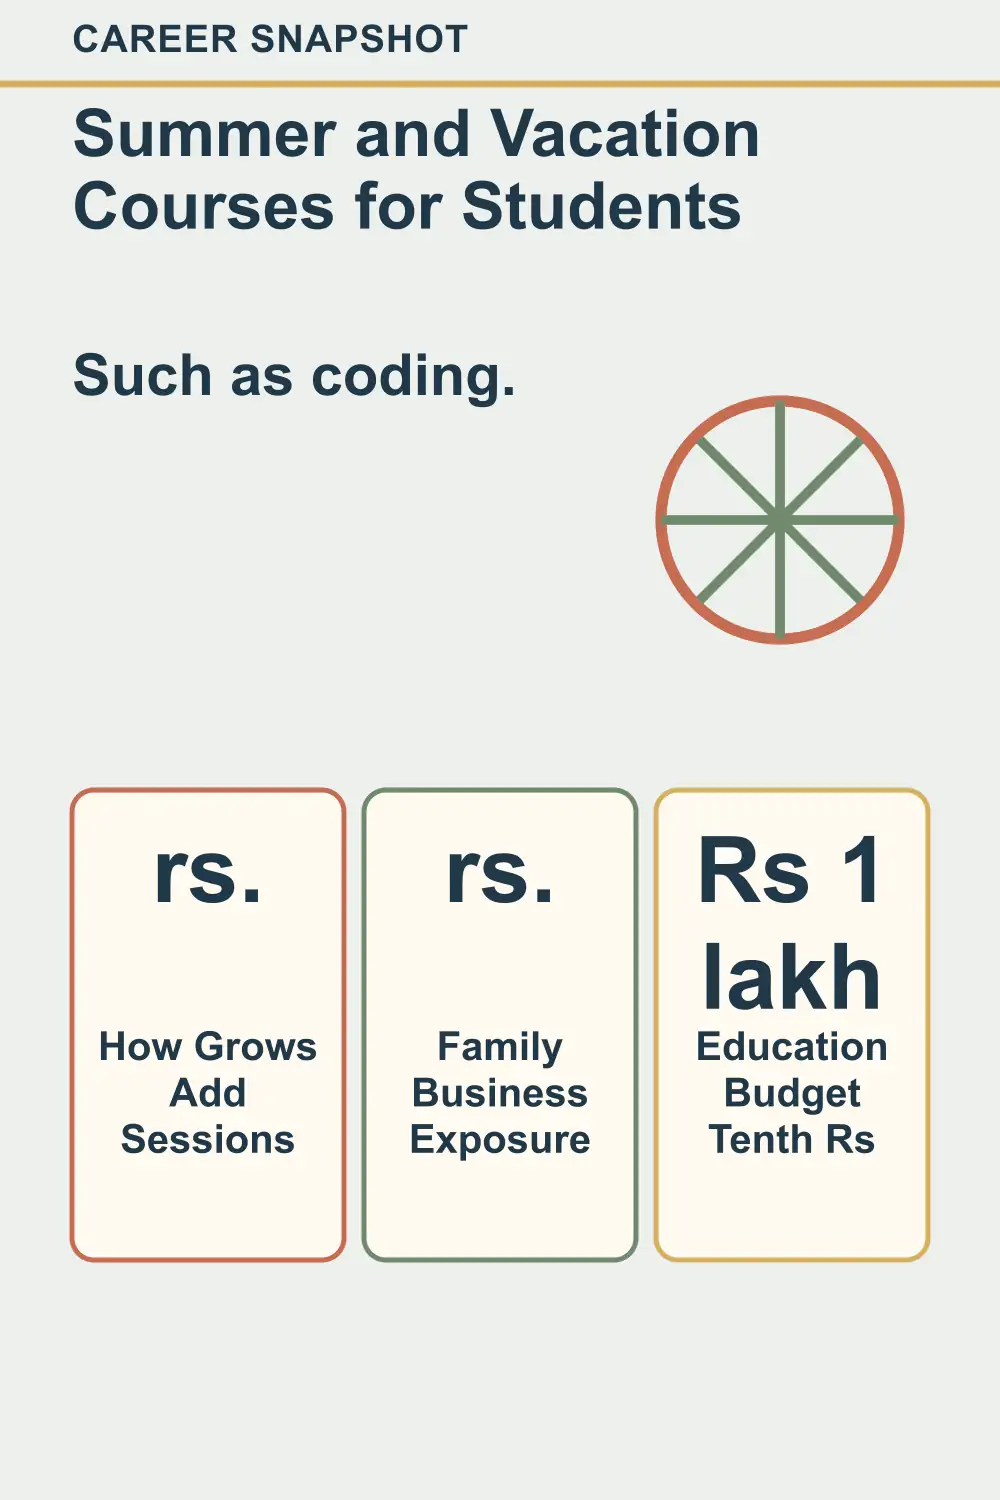 CAREER SNAPSHOT
Summer and Vacation
Courses for Students
Such as coding.
rs.
How Grows
Add
Sessions
rs.
Family
Business
Exposure
Rs 1
lakh
Education
Budget
Tenth Rs